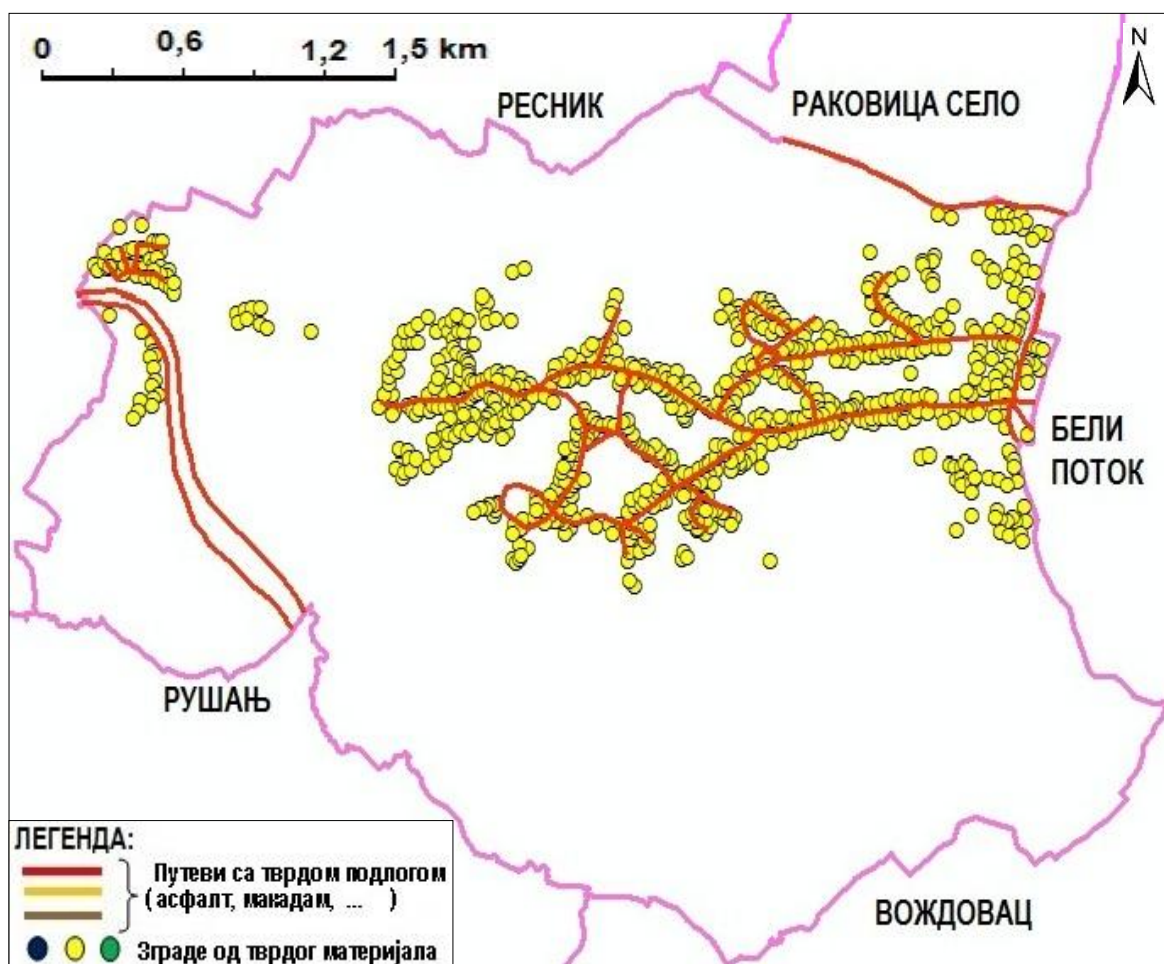 0 0,6 1,2 1,5 km
N
РЕСНИК
РАКОВИЦА СЕЛО
БЕЛИ
ПОТОК
РУШАЊ
ВОЖДОВАЦ
ЛЕГЕНДА:
Путеви са тврдом подлогом
( асфалт, макадам, ... )
Зграде од тврдог материјала